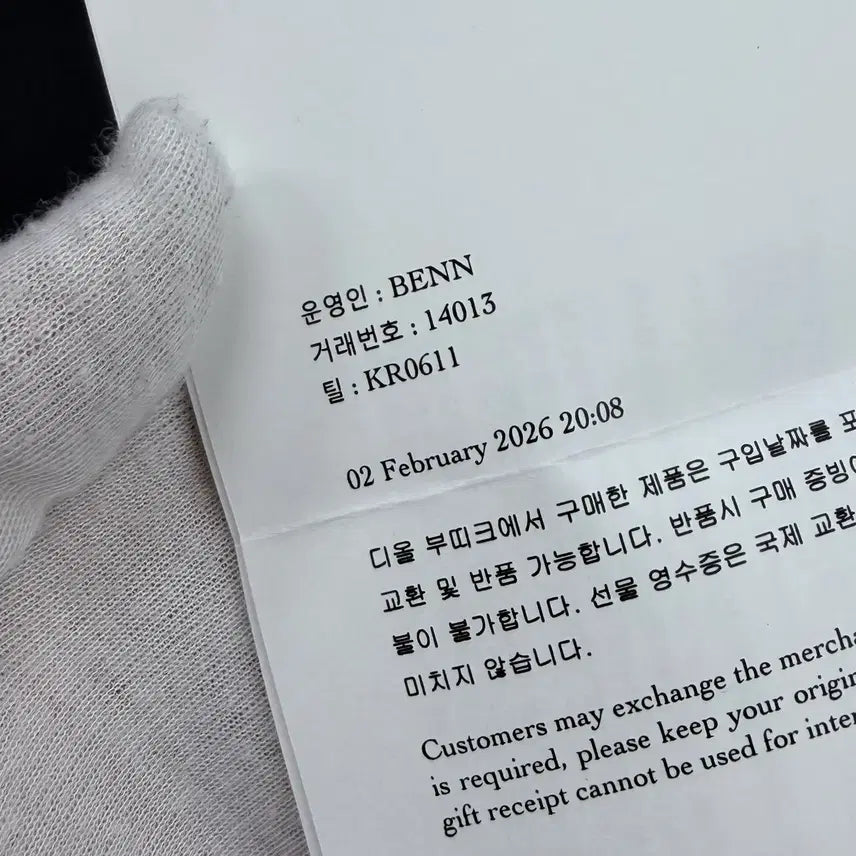 운영인 : BENN
거래번호 : 14013
틸 : KR0611
02 February 2026 20:08
디올 부띠크에서 구매한 제품은 구입날짜를
교환 및 반품 가능합니다. 반품시 구매
불이 불가합니다. 선물 영수증은 국제 교환
미치지 않습니다.
Customers may exchange the
is required, please keep your
gift receipt cannot be used for